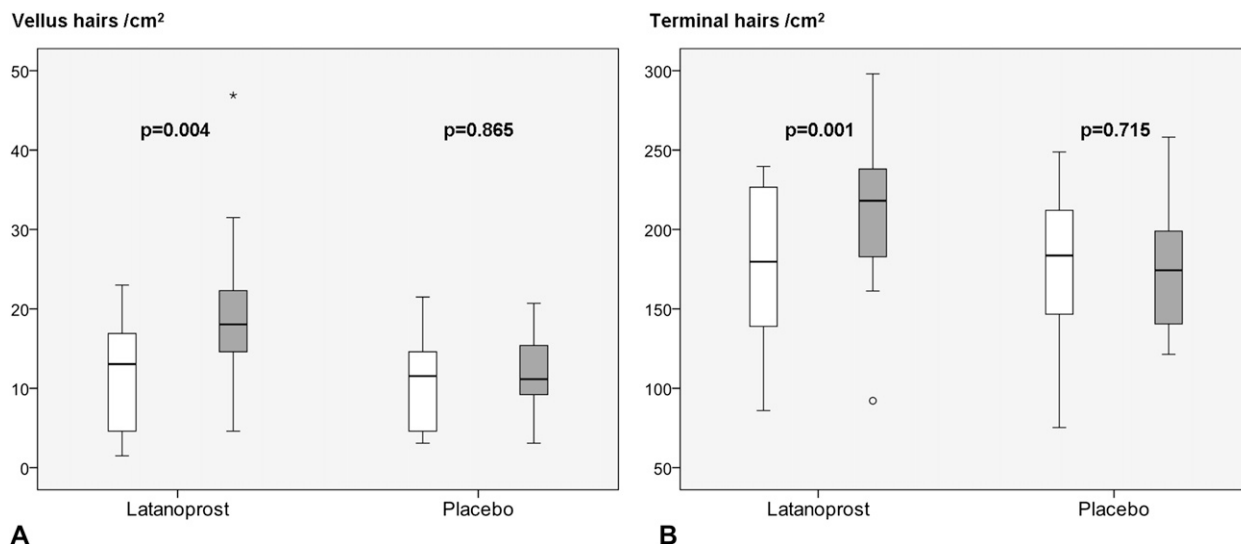 Vellus hairs /cm²
50
40
30
20
10
0
p=0.004
p=0.865
Latanoprost
Placebo
A
Terminal hairs /cm²
300
250
200
150
100
50
p=0.001
p=0.715
Latanoprost
Placebo
B